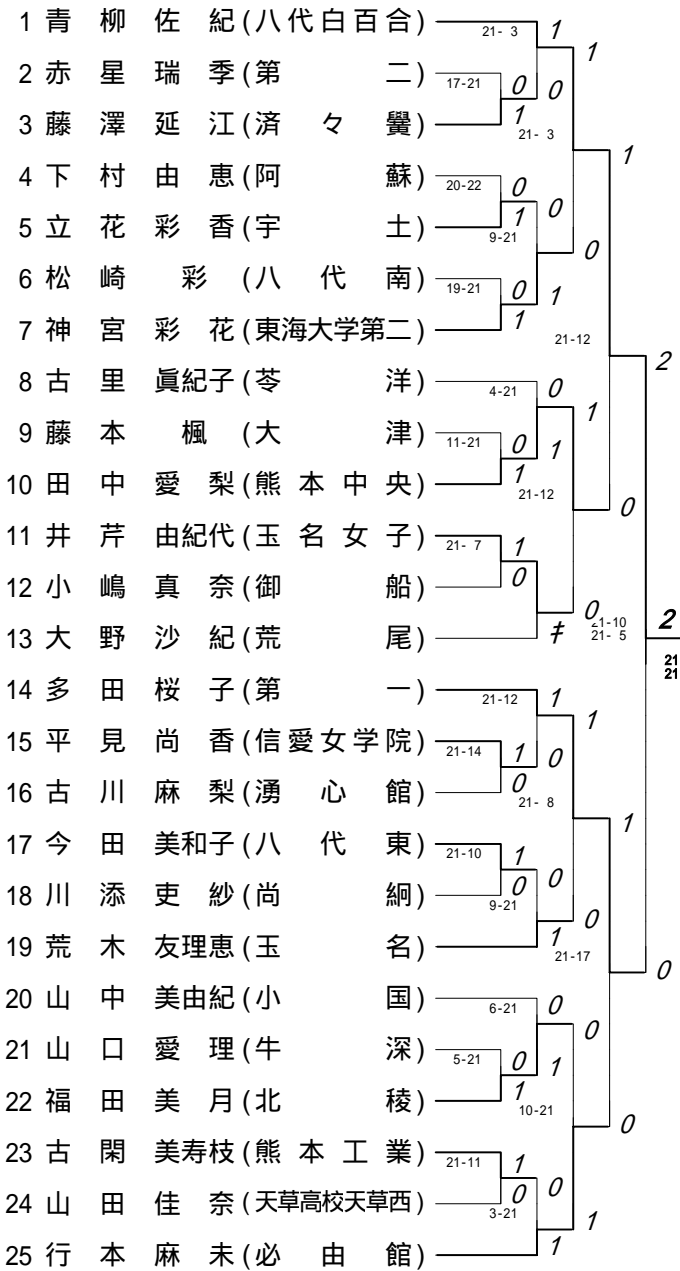 1 青柳佐紀(八代白百合) 21- 3 1 1
2 赤星瑞季(第二) 17-21 0 0
3 藤澤延江(済々黌) 1 21- 3 1
4 下村由恵(阿蘇) 20-22 0
5 立花彩香(宇土) 1 0 9-21 0
6 松崎彩(八代南) 19-21 0 1
7 神宮彩花(東海大学第二) 1 21-12 2
8 古里眞紀子(苓洋) 4-21 0 1
9 藤本楓(大津) 11-21 0 1
10 田中愛梨(熊本中央) 1 21-12 0
11 井芹由紀代(玉名女子) 21- 7 1
12 小嶋真奈(御船) 0 0 21-10 2
13 大野沙紀(荒尾) キ 21- 5 21 21
14 多田桜子(第一) 21-12 1 1
15 平見尚香(信愛女学院) 21-14 1 0
16 古川麻梨(湧心館) 0 21- 8 1
17 今田美和子(八代東) 21-10 1
18 川添吏紗(尚絅) 0 0 9-21 0
19 荒木友理恵(玉名) 1 21-17 0
20 山中美由紀(小国) 6-21 0 0
21 山口愛理(牛深) 5-21 0 1
22 福田美月(北稜) 1 10-21 0
23 古閑美寿枝(熊本工業) 21-11 1
24 山田佳奈(天草高校天草西) 0 0 3-21 1
25 行本麻未(必由館) 1